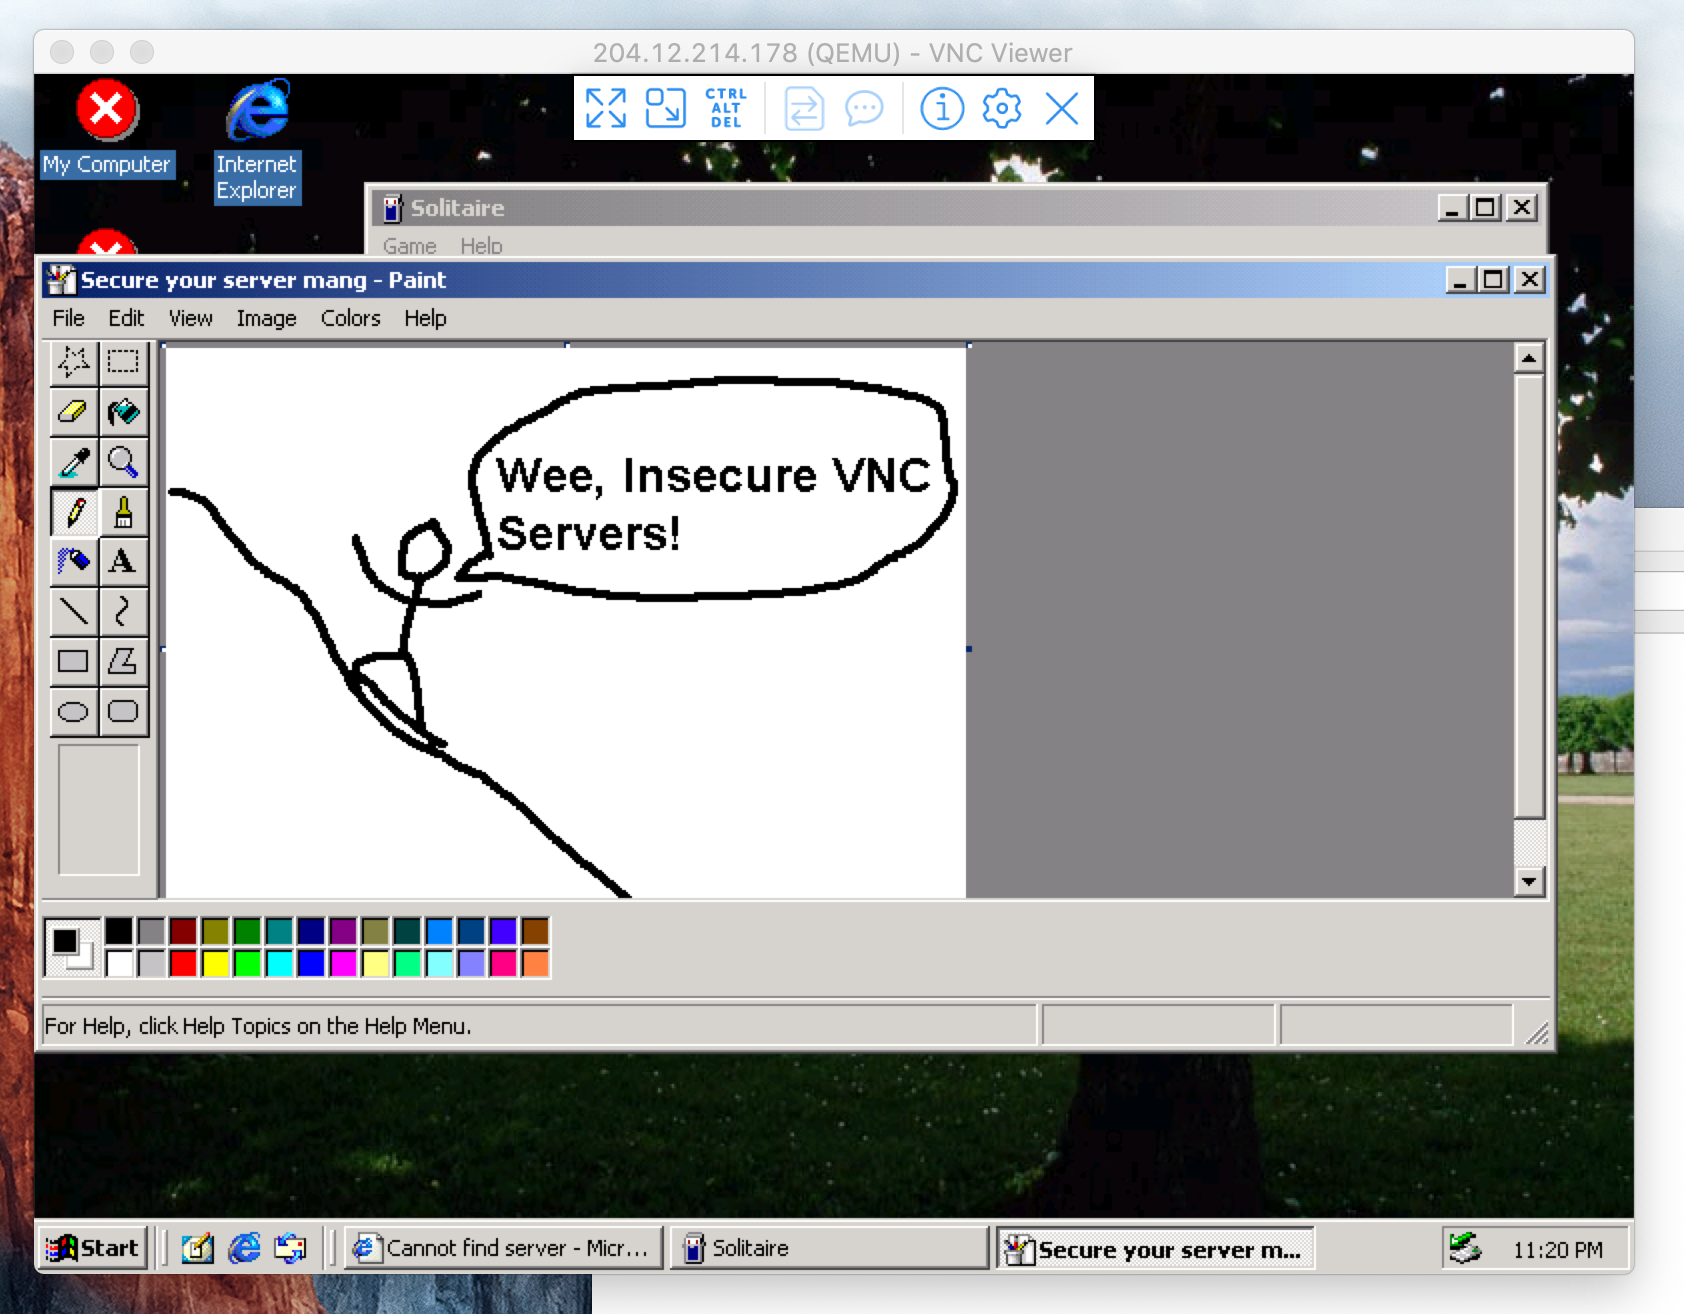 204.12.214.178 (QEMU) - VNC Viewer
CTRL
ALT
DEL
My Computer
Internet
Explorer
Solitaire
Game Help
Secure your server mang - Paint
File Edit View Image Colors Help
A
Wee, Insecure VNC
Servers!
For Help, click Help Topics on the Help Menu.
Start
Cannot find server - Micr...
Solitaire
Secure your server m...
11:20 PM